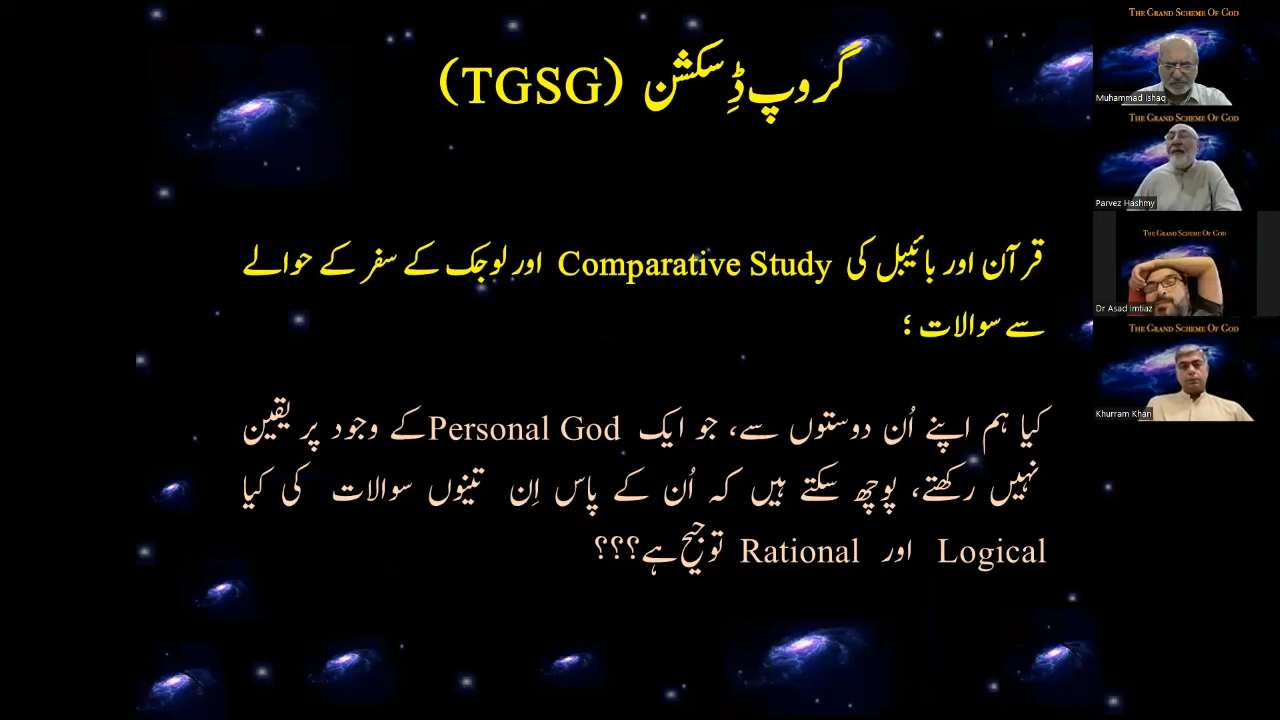 گروپ ڈِسکشن (TGSG)
قرآن اور بائیبل کی Comparative Study اور لوجک کے سفر کے حوالے
سے سوالات ؛
کیا ہم اپنے اُن دوستوں سے، جو ایک Personal God کے وجود پر یقین
نہیں رکھتے، پوچھ سکتے ہیں کہ اُن کے پاس اِن تینوں سوالات کی کیا
Logical اور Rational توجیح ہے؟؟؟
THE GRAND SCHEME OF GOD
Muhammad Ishaq
THE GRAND SCHEME OF GOD
Parvez Hashmy
THE GRAND SCHEME OF GOD
Dr Asad Imtiaz
THE GRAND SCHEME OF GOD
Khurram Khan